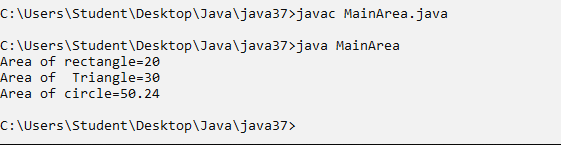 C:\Users\Student\Desktop\Java\java37>javac MainArea.java
C:\Users\Student\Desktop\Java\java37>java MainArea
Area of rectangle=20
Area of  Triangle=30
Area of circle=50.24
C:\Users\Student\Desktop\Java\java37>